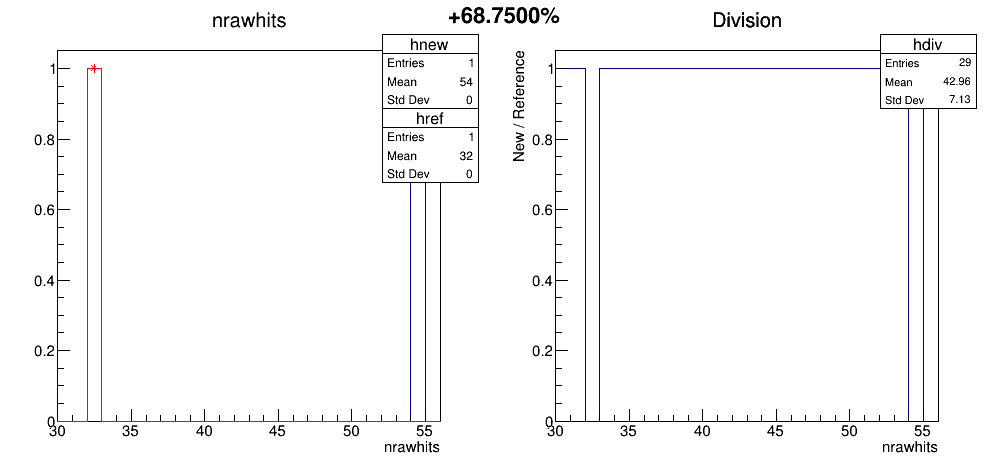 +68.7500%
nrawhits
hnew
Entries 1
Mean 54
Std Dev 0
href
Entries 1
Mean 32
Std Dev 0
1
0.8
0.6
0.4
0.2
0
30 35 40 45 50 55
nrawhits
Division
hdiv
Entries 29
Mean 42.96
Std Dev 7.13
New / Reference
1
0.8
0.6
0.4
0.2
0
30 35 40 45 50 55
nrawhits